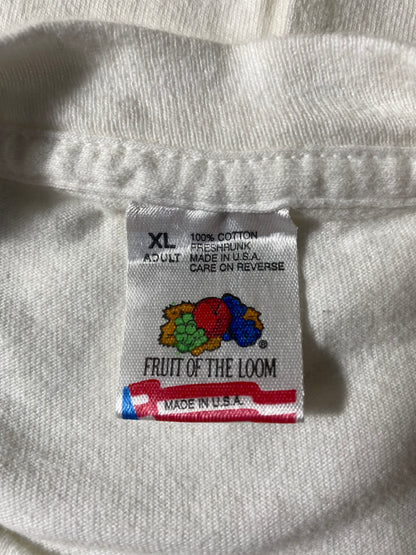 XL
ADULT
100% COTTON
PRESHRUNK
MADE IN U.S.A.
CARE ON REVERSE
®
FRUIT OF THE LOOM
MADE IN U.S.A.